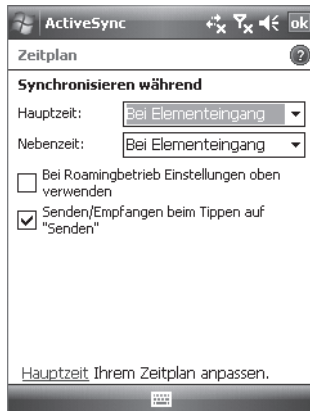 ActiveSync
ok
Zeitplan
?
Synchronisieren während
Hauptzeit: Bei Elementeingang
Nebenzeit: Bei Elementeingang
Bei Roamingbetrieb Einstellungen oben
verwenden
Senden/Empfangen beim Tippen auf
"Senden"
Hauptzeit Ihrem Zeitplan anpassen.